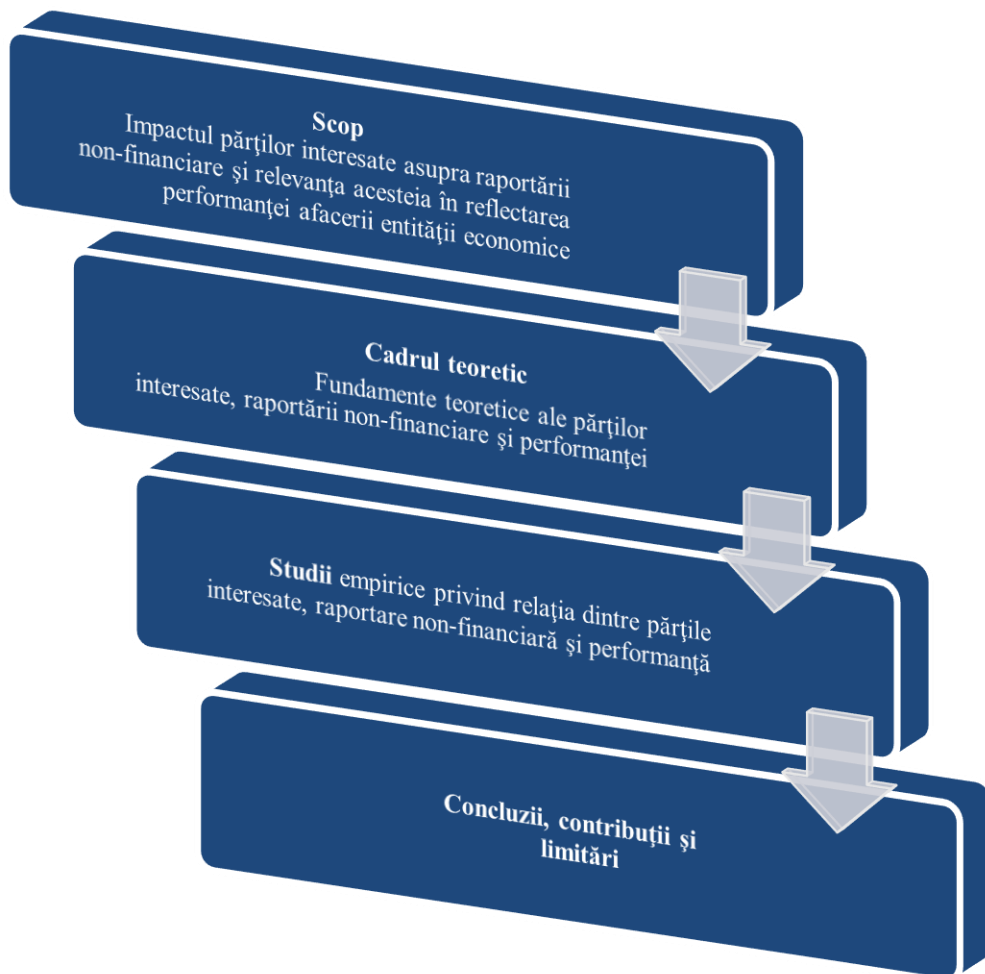 Scop
Impactul părţilor interesate asupra raportării
non-financiare şi relevanţa acesteia în reflectarea
performanţei afacerii entităţii economice
Cadrul teoretic
Fundamente teoretice ale părţilor
interesate, raportării non-financiare şi performanţei
Studii empirice privind relaţia dintre părţile
interesate, raportare non-financiară şi performanţă
Concluzii, contribuții și
limitări